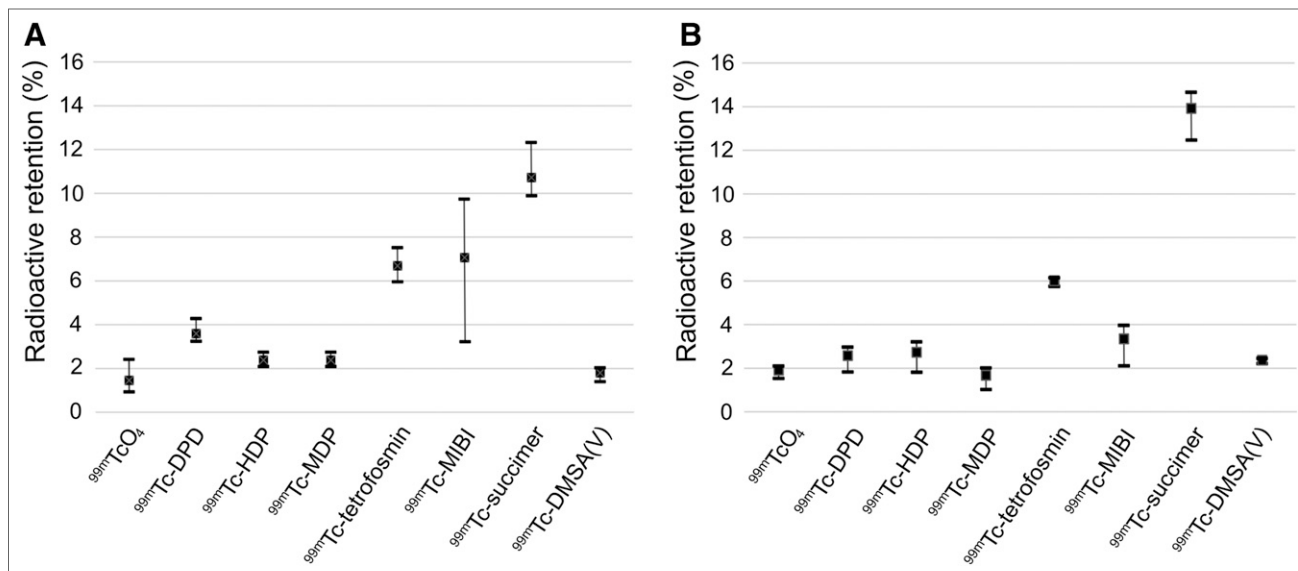 A
Radioactive retention (%)
16
14
12
10
8
6
4
2
0
99mTcO4
99mTc-DPD
99mTc-HDP
99mTc-MDP
99mTc-tetrofosmin
99mTc-MIBI
99mTc-succimer
99mTc-DMSA(V)
B
Radioactive retention (%)
16
14
12
10
8
6
4
2
0
99mTcO4
99mTc-DPD
99mTc-HDP
99mTc-MDP
99mTc-tetrofosmin
99mTc-MIBI
99mTc-succimer
99mTc-DMSA(V)